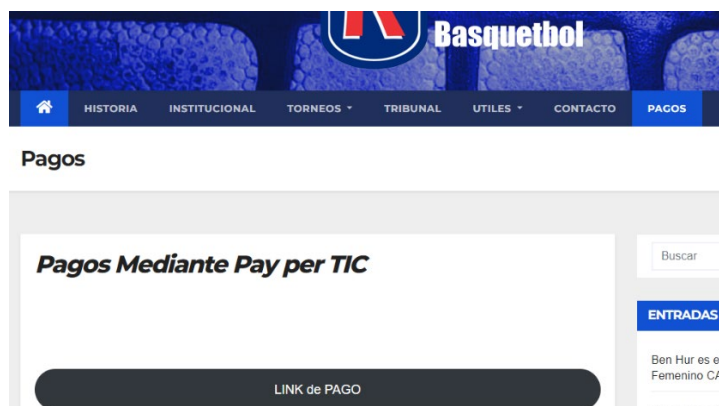 Basquetbol
HISTORIA INSTITUCIONAL TORNEOS TRIBUNAL UTILES CONTACTO PAGOS
Pagos
Pagos Mediante Pay per TIC
Buscar
ENTRADAS
Ben Hur es e
Femenino CA
LINK de PAGO